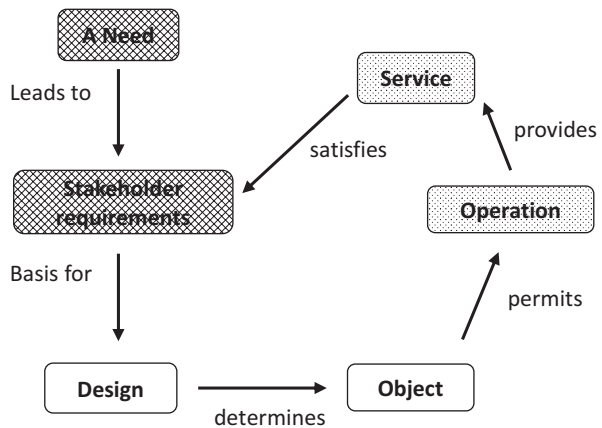 A Need
Service
Leads to
provides
satisfies
Stakeholder
requirements
Operation
Basis for
permits
Design
Object
determines